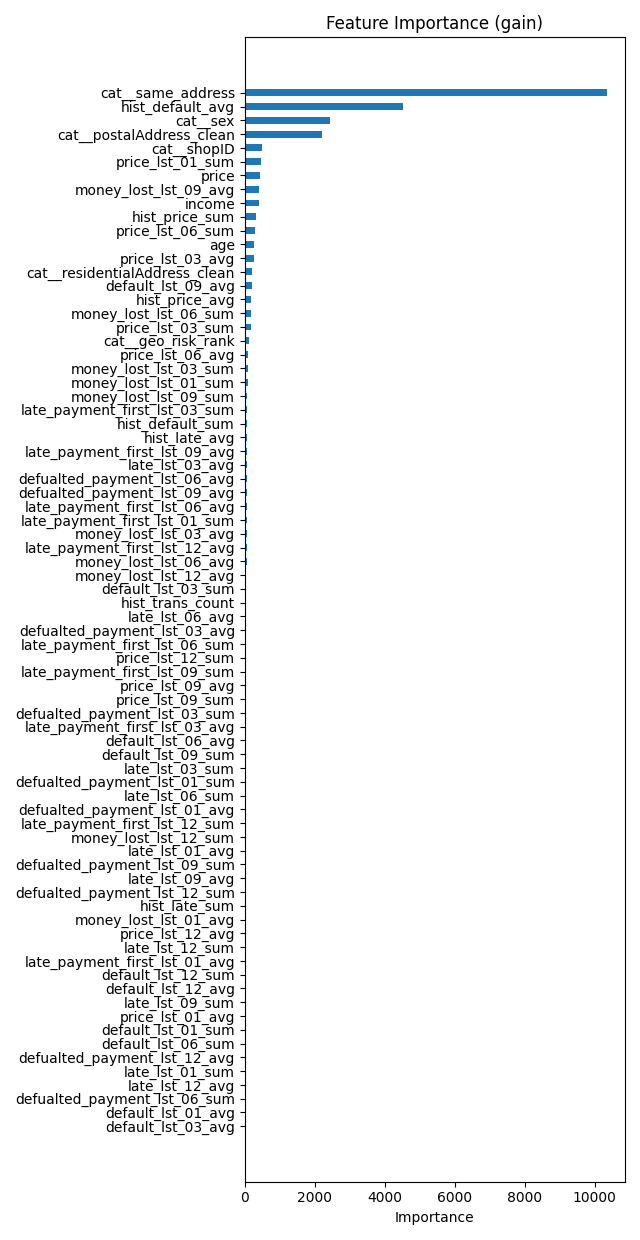 Feature Importance (gain)
cat__same_address
hist_default_avg
cat__sex
cat__postalAddress_clean
cat__shopID
price_lst_01_sum
price
money_lost_lst_09_avg
income
hist_price_sum
price_lst_06_sum
age
price_lst_03_avg
cat__residentialAddress_clean
default_lst_09_avg
hist_price_avg
money_lost_lst_06_sum
price_lst_03_sum
cat__geo_risk_rank
price_lst_06_avg
money_lost_lst_03_sum
money_lost_lst_01_sum
money_lost_lst_09_sum
late_payment_first_lst_03_sum
hist_default_sum
hist_late_avg
late_payment_first_lst_09_avg
late_lst_03_avg
defualted_payment_lst_06_avg
defualted_payment_lst_09_avg
late_payment_first_lst_06_avg
late_payment_first_lst_01_sum
money_lost_lst_03_avg
late_payment_first_lst_12_avg
money_lost_lst_06_avg
money_lost_lst_12_avg
default_lst_03_sum
hist_trans_count
late_lst_06_avg
defualted_payment_lst_03_avg
late_payment_first_lst_06_sum
price_lst_12_sum
late_payment_first_lst_09_sum
price_lst_09_avg
price_lst_09_sum
defualted_payment_lst_03_sum
late_payment_first_lst_03_avg
default_lst_06_avg
default_lst_09_sum
late_lst_03_sum
defualted_payment_lst_01_sum
late_lst_06_sum
defualted_payment_lst_01_avg
late_payment_first_lst_12_sum
money_lost_lst_12_sum
late_lst_01_avg
defualted_payment_lst_09_sum
late_lst_09_avg
defualted_payment_lst_12_sum
hist_late_sum
money_lost_lst_01_avg
price_lst_12_avg
late_lst_12_sum
late_payment_first_lst_01_avg
default_lst_12_sum
default_lst_12_avg
late_lst_09_sum
price_lst_01_avg
default_lst_01_sum
default_lst_06_sum
defualted_payment_lst_12_avg
late_lst_01_sum
late_lst_12_avg
defualted_payment_lst_06_sum
default_lst_01_avg
default_lst_03_avg
0 2000 4000 6000 8000 10000
Importance